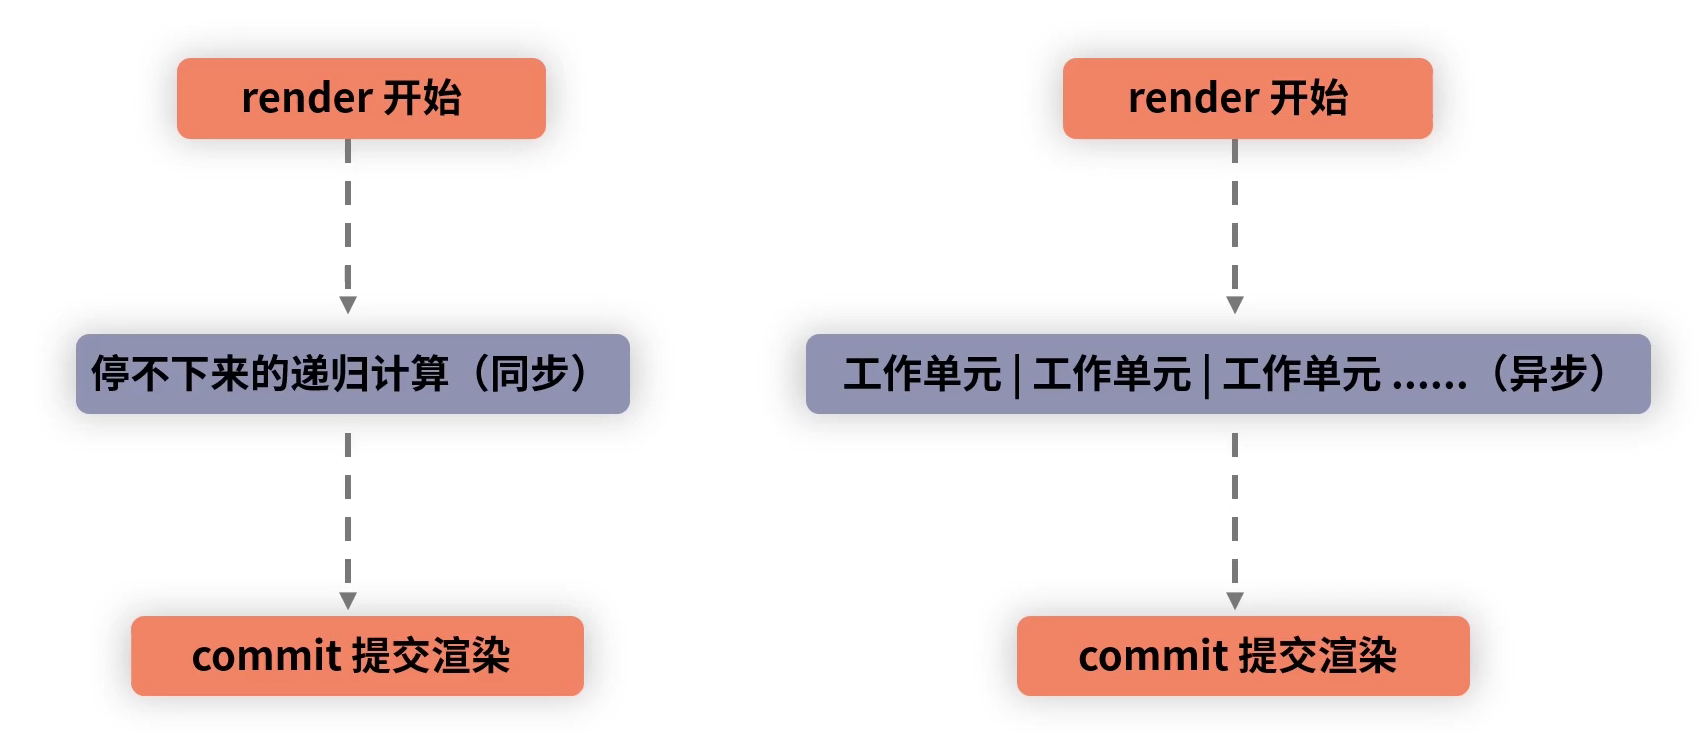 render 开始
停不下来的递归计算（同步）
commit 提交渲染
render 开始
工作单元 | 工作单元 | 工作单元 ......（异步）
commit 提交渲染